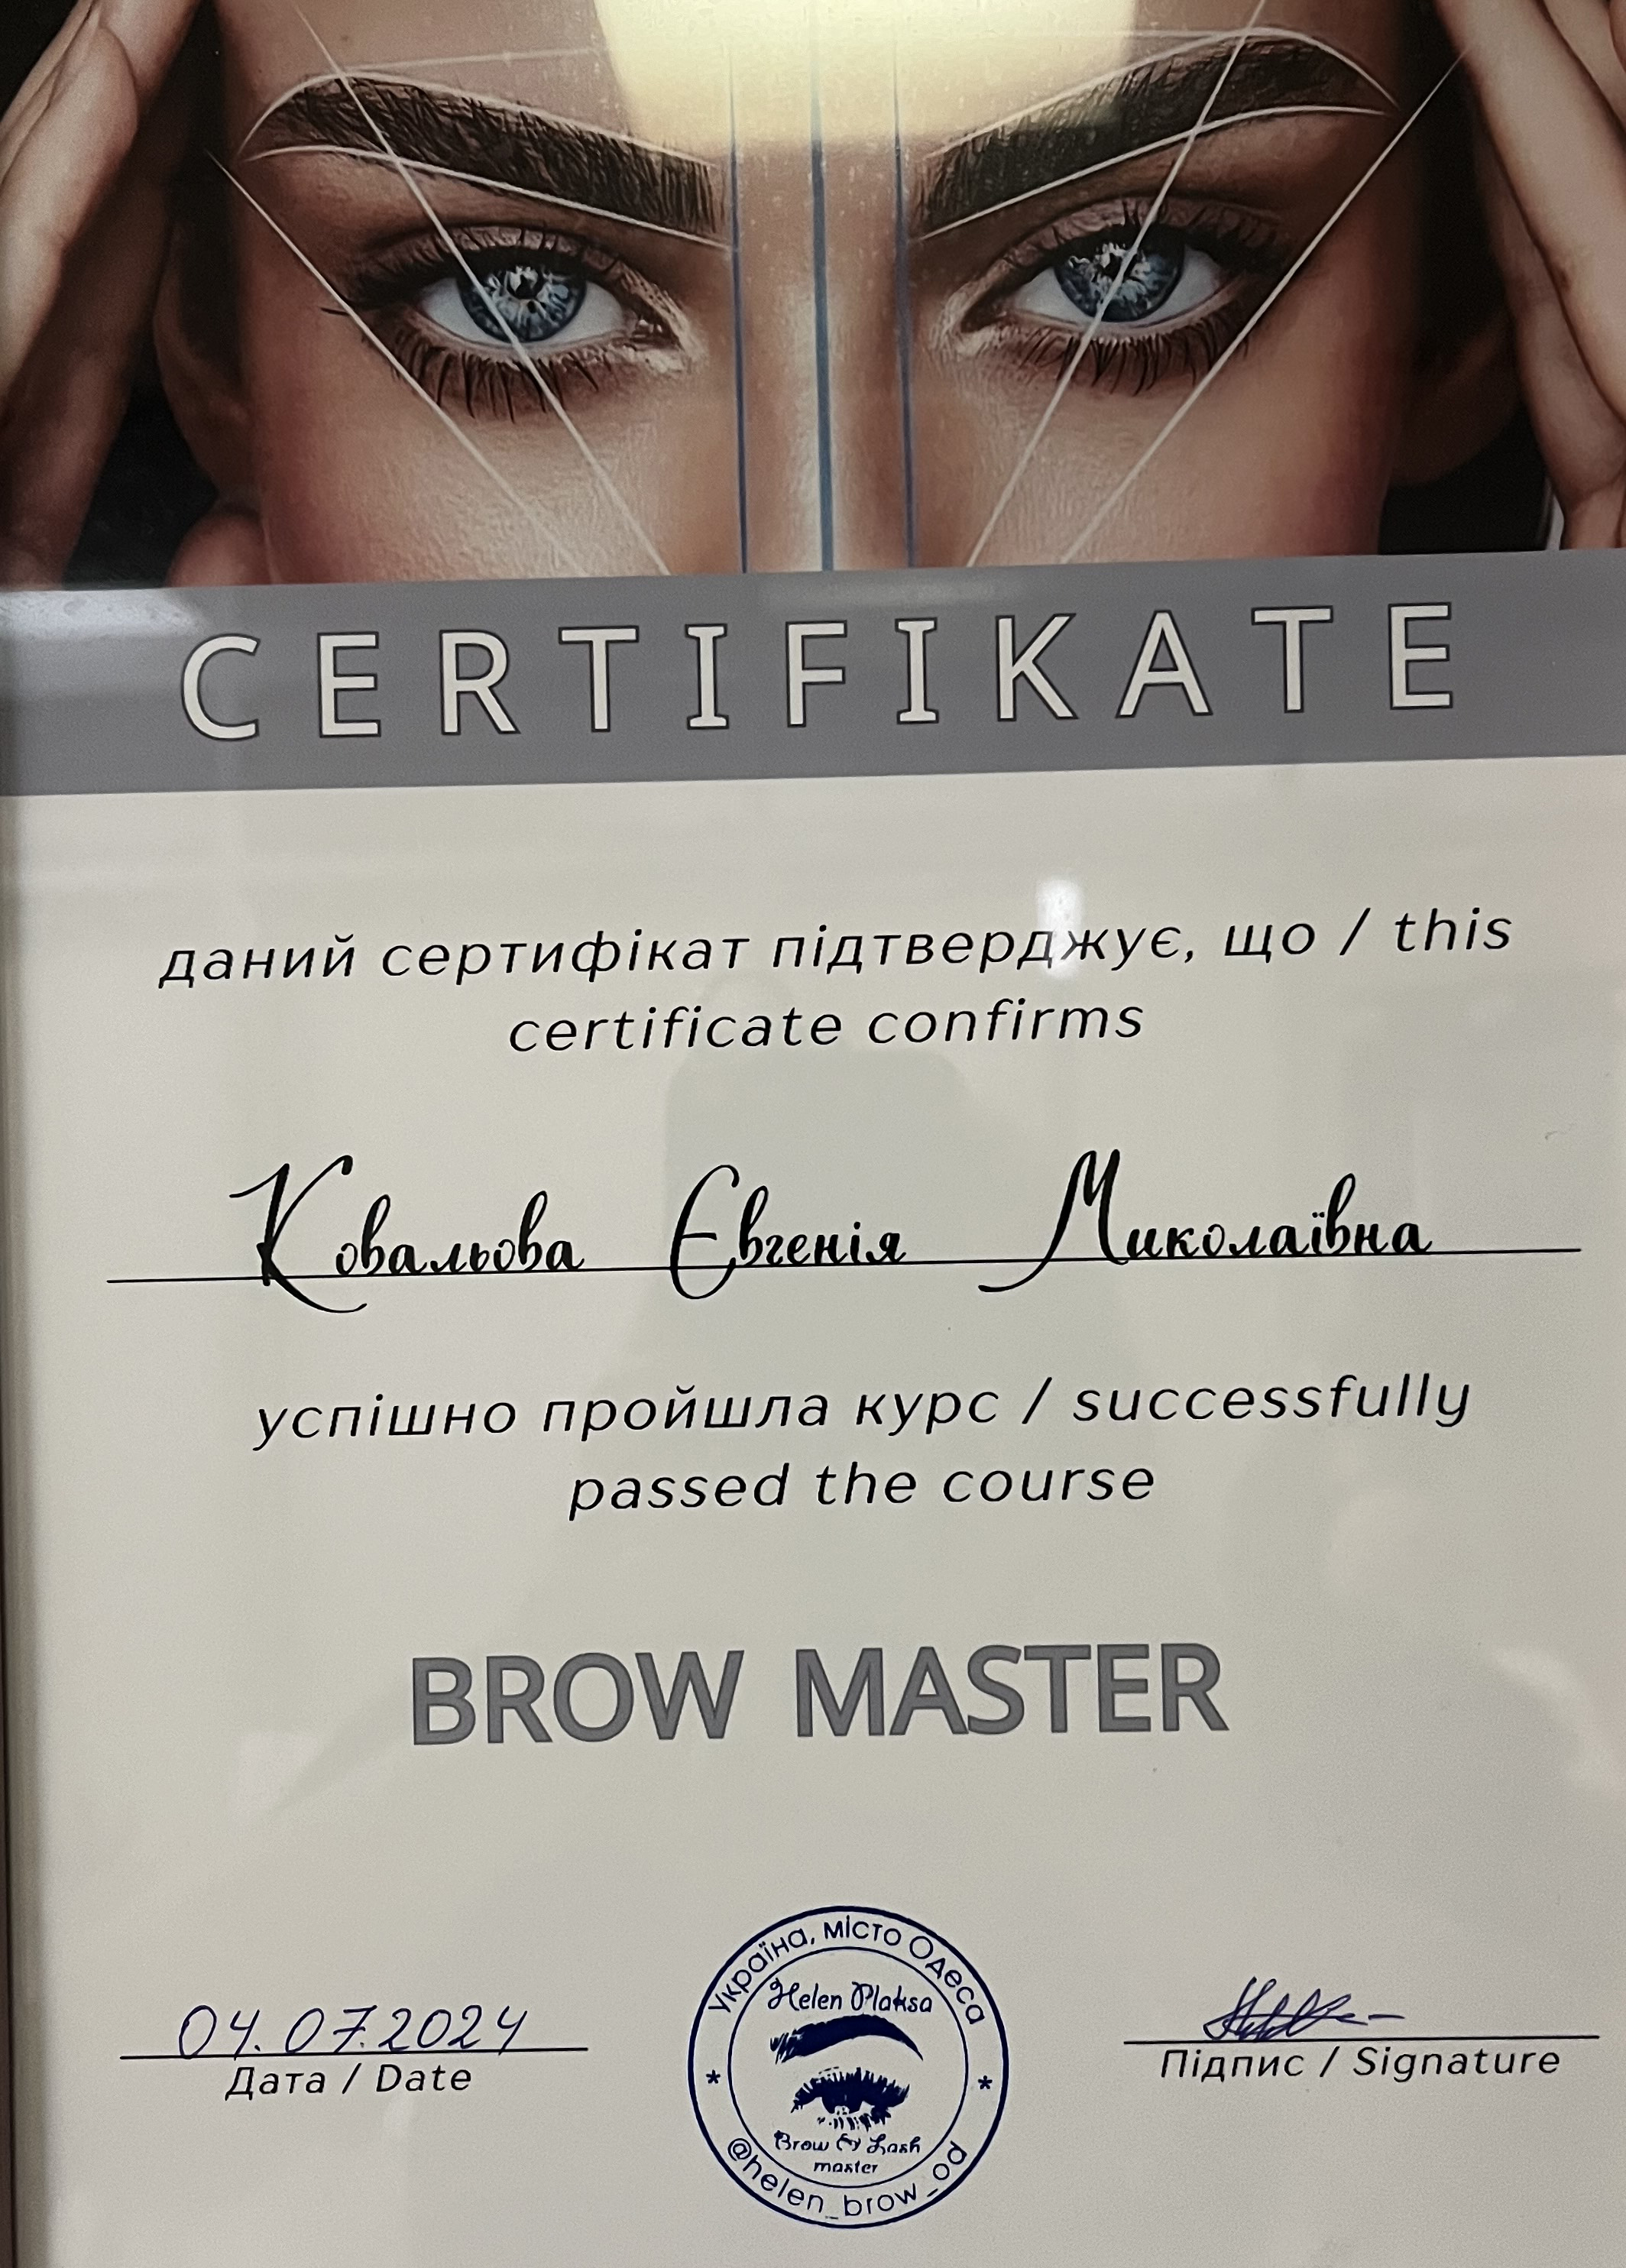 CERTIFIKATE
даний сертифікат підтверджує, що / this
certificate confirms
Ковальова Євгенія Миколаївна
успішно пройшла курс / successfully
passed the course
BROW MASTER
04.07.2024
Дата / Date
Україна, місто Одеса
Helen Plaksa
Brow & Lash
master
@helen_brow_od
Підпис / Signature